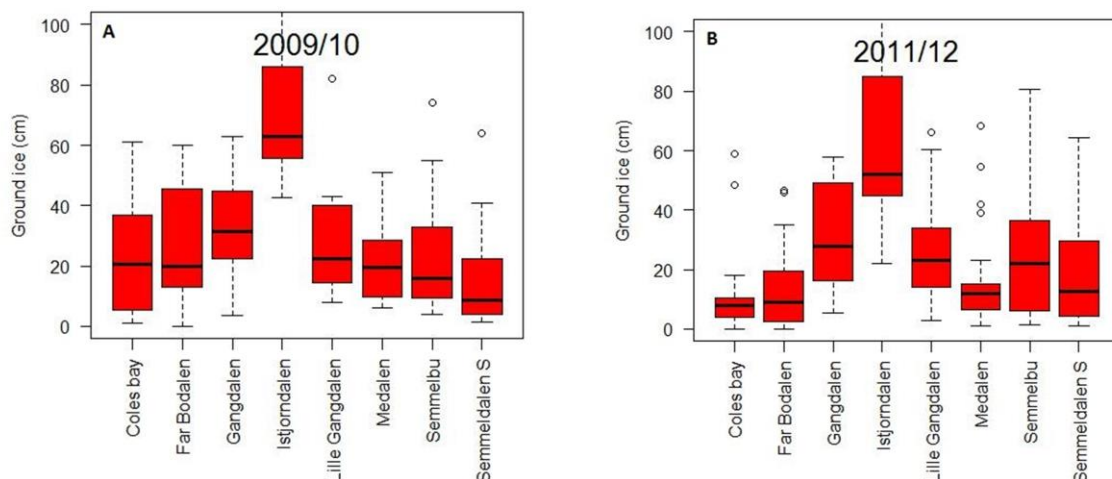 A
2009/10
Ground ice (cm)
100
80
60
40
20
0
Coles bay
Far Bodalen
Gangdalen
Istjorndalen
Lille Gangdalen
Medalen
Semmelbu
Semmeldalen S
B
2011/12
Ground ice (cm)
100
80
60
40
20
0
Coles bay
Far Bodalen
Gangdalen
Istjorndalen
Lille Gangdalen
Medalen
Semmelbu
Semmeldalen S